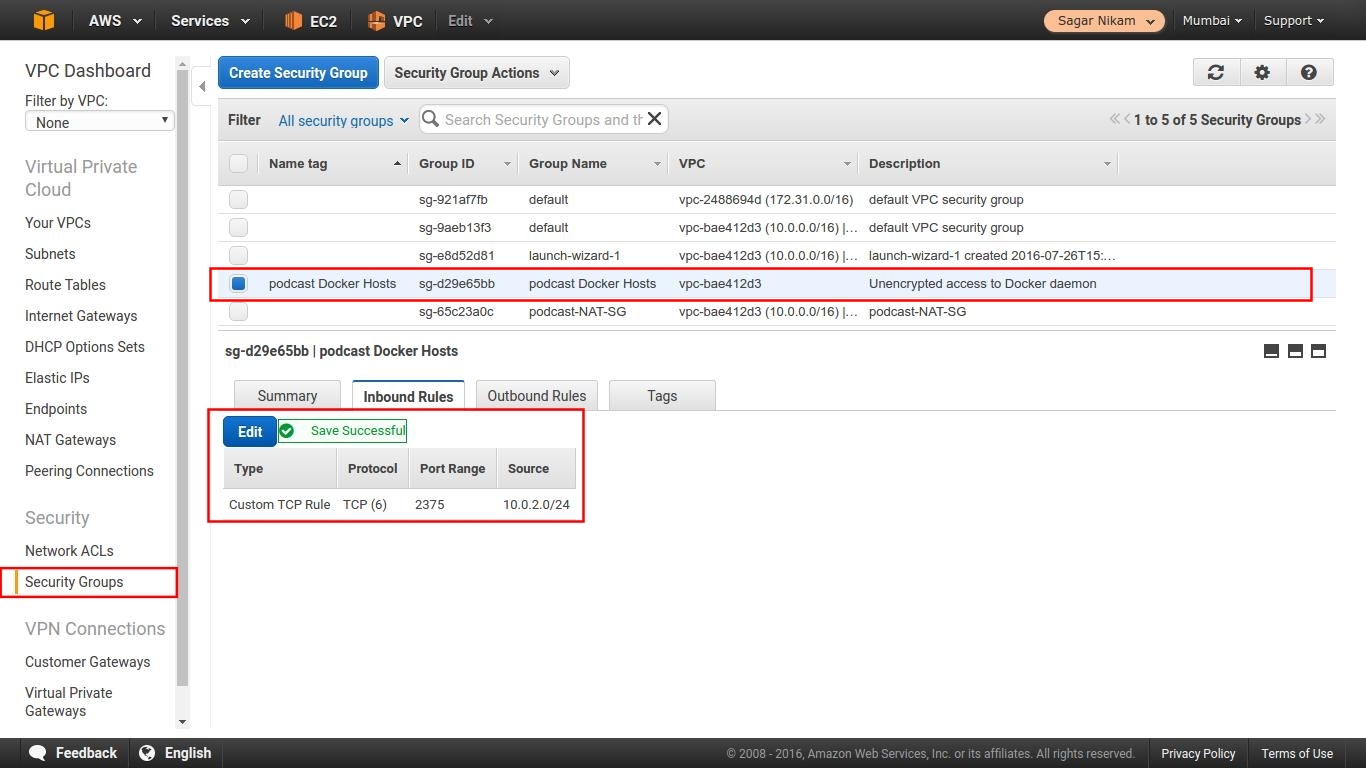 AWS Services EC2 VPC Edit Sagar Nikam Mumbai Support
VPC Dashboard
Filter by VPC:
None
Virtual Private
Cloud
Your VPCs
Subnets
Route Tables
Internet Gateways
DHCP Options Sets
Elastic IPs
Endpoints
NAT Gateways
Peering Connections
Security
Network ACLs
Security Groups
VPN Connections
Customer Gateways
Virtual Private
Gateways
Create Security Group Security Group Actions
Filter All security groups Search Security Groups and th 1 to 5 of 5 Security Groups
Name tag Group ID Group Name VPC Description
sg-921af7fb default vpc-2488694d (172.31.0.0/16) default VPC security group
sg-9aeb13f3 default vpc-bae412d3 (10.0.0.0/16) |... default VPC security group
sg-e8d52d81 launch-wizard-1 vpc-bae412d3 (10.0.0.0/16) |... launch-wizard-1 created 2016-07-26T15:...
podcast Docker Hosts sg-d29e65bb podcast Docker Hosts vpc-bae412d3 Unencrypted access to Docker daemon
sg-65c23a0c podcast-NAT-SG vpc-bae412d3 (10.0.0.0/16) |... podcast-NAT-SG
sg-d29e65bb | podcast Docker Hosts
Summary Inbound Rules Outbound Rules Tags
Edit Save Successful
Type Protocol Port Range Source
Custom TCP Rule TCP (6) 2375 10.0.2.0/24
Feedback English © 2008 - 2016, Amazon Web Services, Inc. or its affiliates. All rights reserved. Privacy Policy Terms of Use